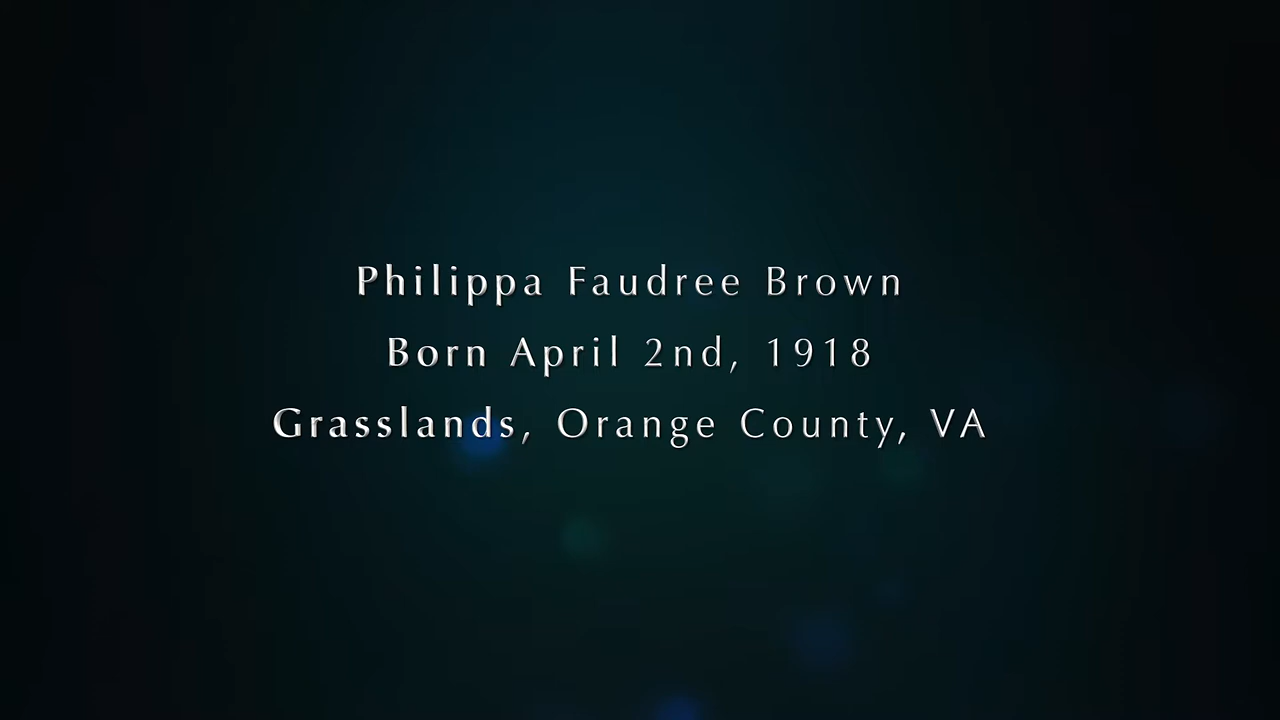 Philippa Faudree Brown
Born April 2nd, 1918
Grasslands, Orange County, VA